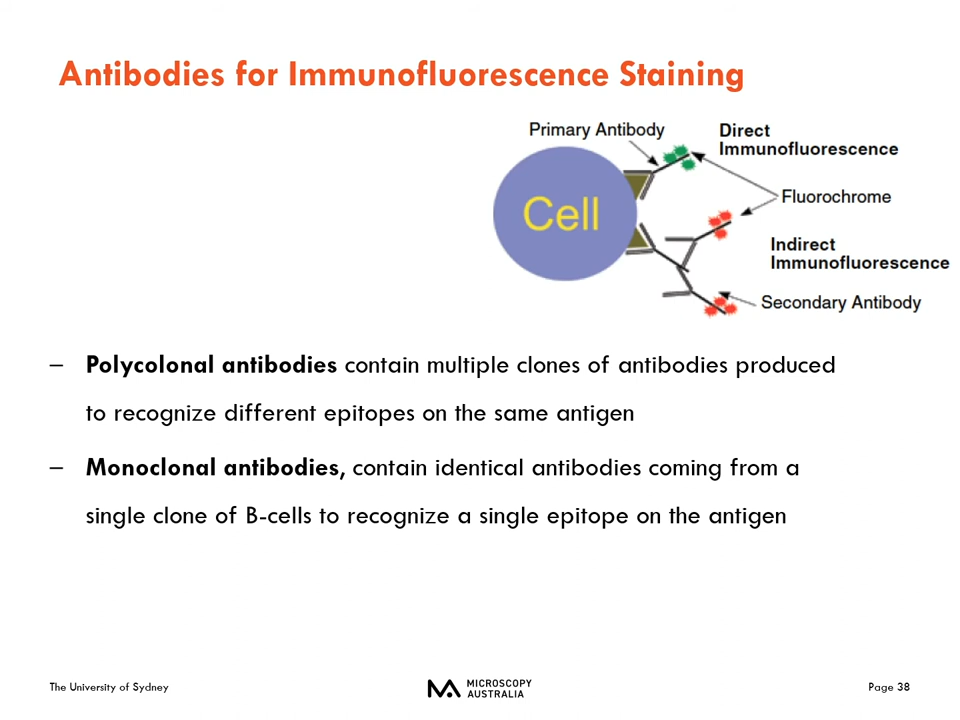 Antibodies for Immunofluorescence Staining
Primary Antibody
Direct
Immunofluorescence
Fluorochrome
Cell
Indirect
Immunofluorescence
Secondary Antibody
– Polycolonal antibodies contain multiple clones of antibodies produced
to recognize different epitopes on the same antigen
– Monoclonal antibodies, contain identical antibodies coming from a
single clone of B-cells to recognize a single epitope on the antigen
The University of Sydney
MICROSCOPY
AUSTRALIA
Page 38